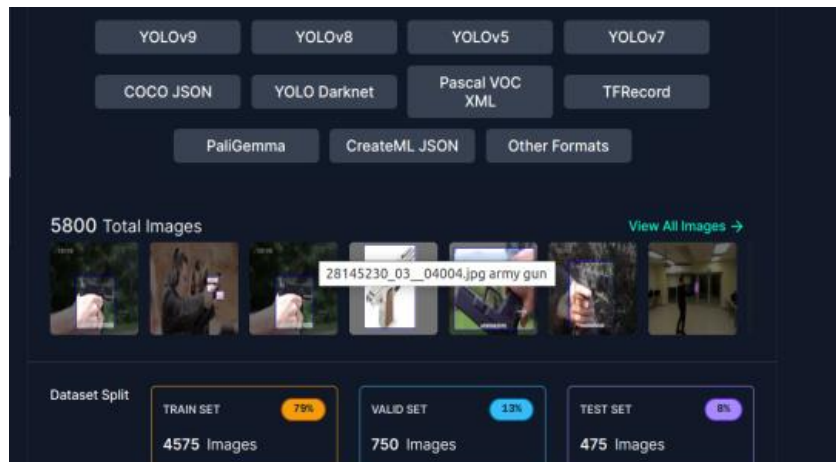 YOLOv9 YOLOv8 YOLOv5 YOLOv7
COCO JSON YOLO Darknet Pascal VOC XML TFRecord
PaliGemma CreateML JSON Other Formats
5800 Total Images View All Images →
28145230_03__04004.jpg army gun
Dataset Split
TRAIN SET 79% VALID SET 13% TEST SET 8%
4575 Images 750 Images 475 Images